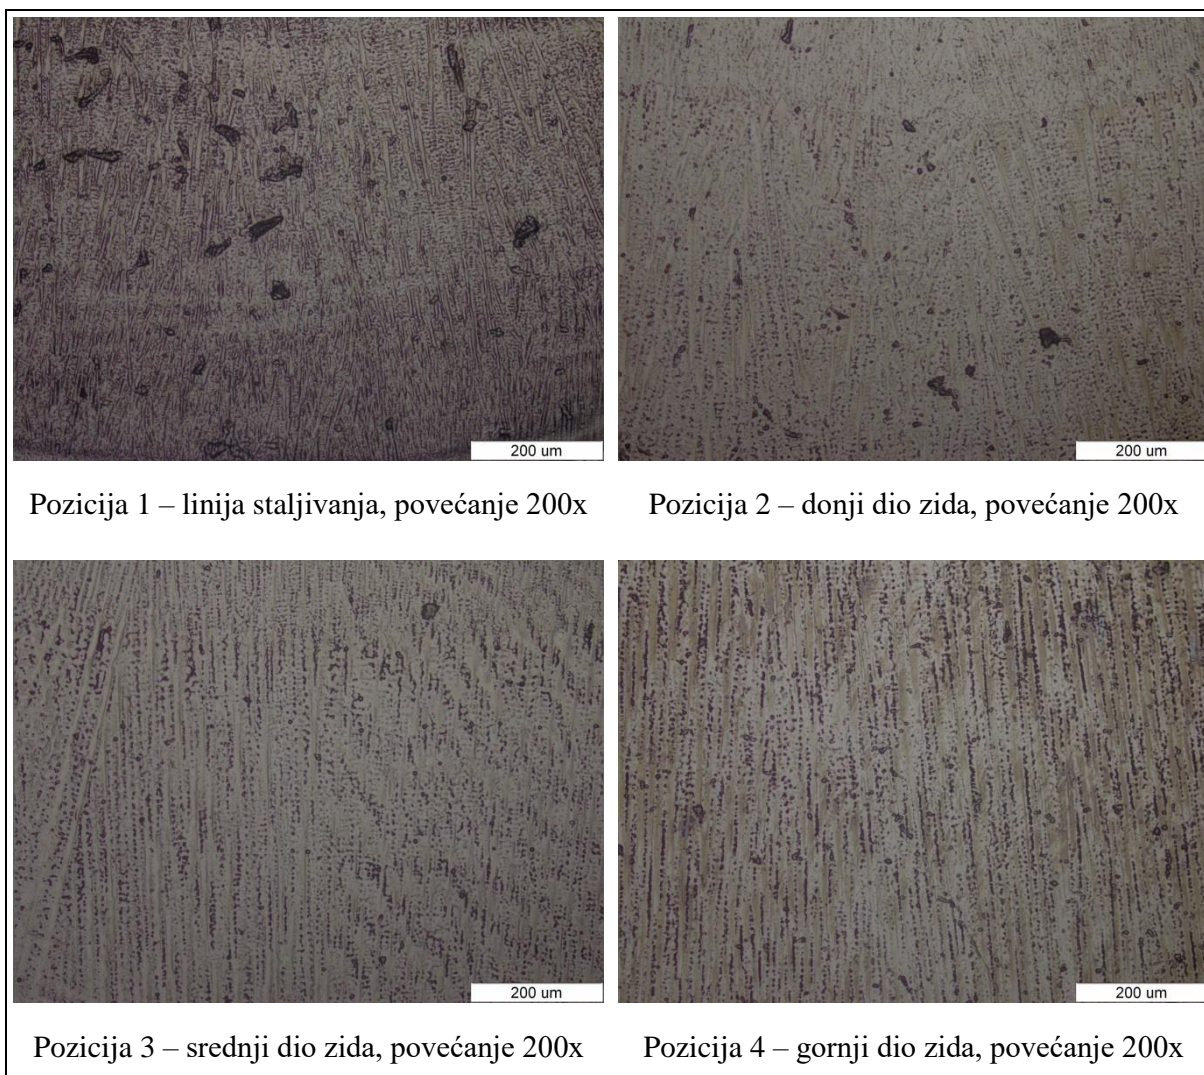 200 um
200 um
Pozicija 1 – linija staljivanja, povećanje 200x
Pozicija 2 – donji dio zida, povećanje 200x
200 um
200 um
Pozicija 3 – srednji dio zida, povećanje 200x
Pozicija 4 – gornji dio zida, povećanje 200x